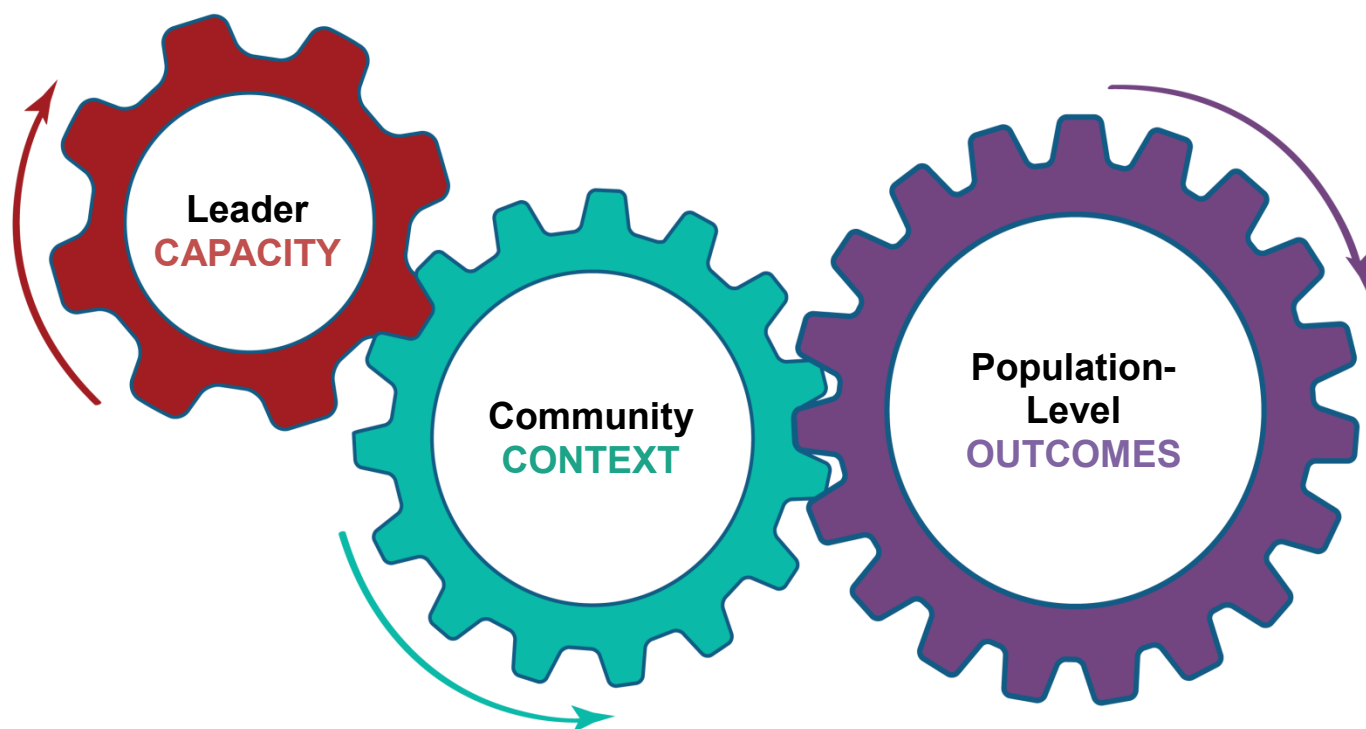 Leader
CAPACITY
Community
CONTEXT
Population-
Level
OUTCOMES